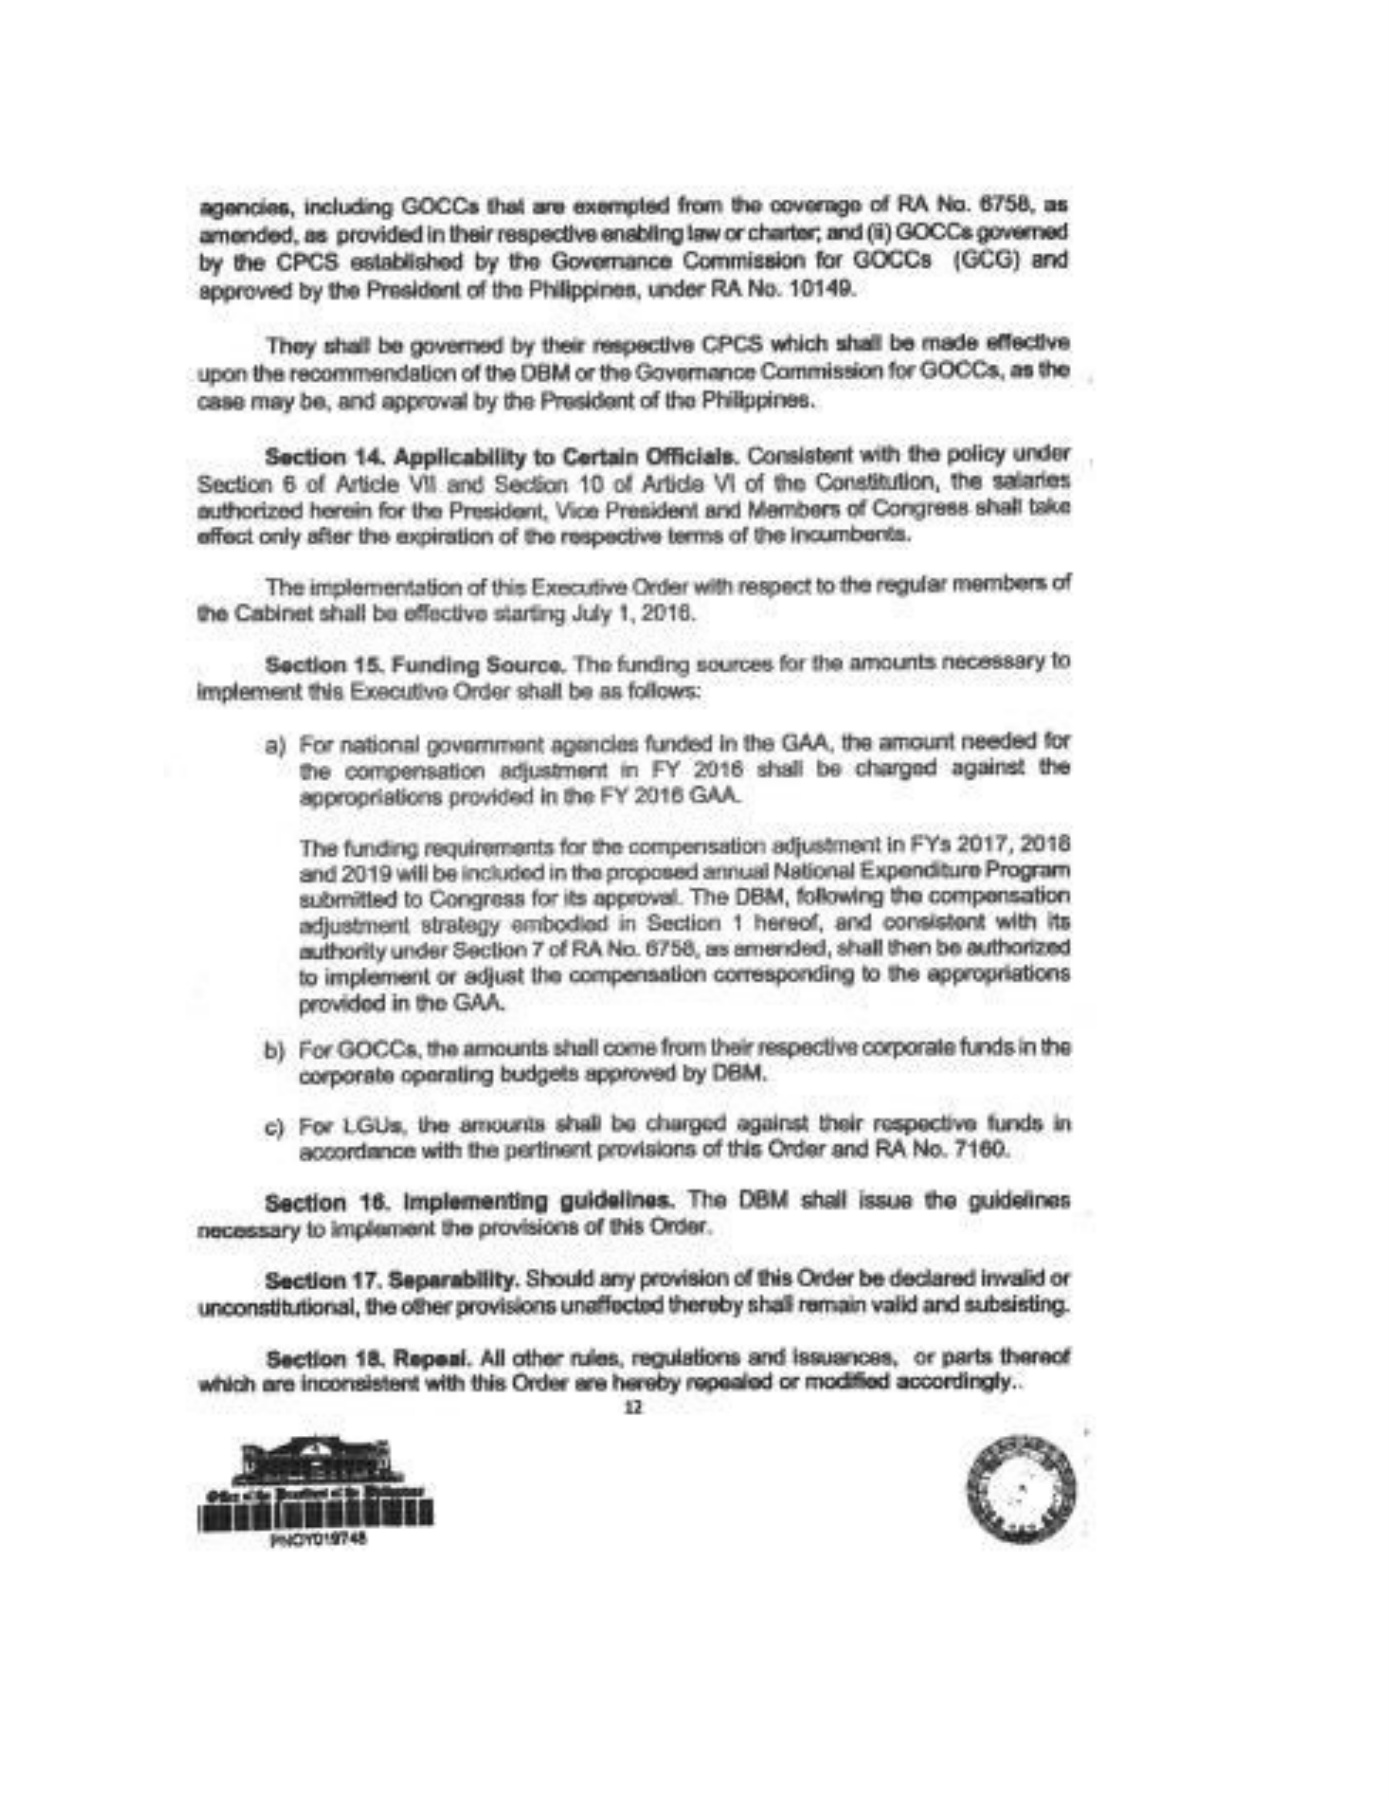 agencies, including GOCCs that are exempted from the coverage of RA No. 6758, as
amended, as provided in their respective enabling law or charter; and (ii) GOCCs governed
by the CPCS established by the Governance Commission for GOCCs (GCG) and
approved by the President of the Philippines, under RA No. 10149.
They shall be governed by their respective CPCS which shall be made effective
upon the recommendation of the DBM or the Governance Commission for GOCCs, as the
case may be, and approval by the President of the Philippines.
Section 14. Applicability to Certain Officials. Consistent with the policy under
Section 6 of Article VII and Section 10 of Article VI of the Constitution, the salaries
authorized herein for the President, Vice President and Members of Congress shall take
effect only after the expiration of the respective terms of the incumbents.
The implementation of this Executive Order with respect to the regular members of
the Cabinet shall be effective starting July 1, 2016.
Section 15. Funding Source. The funding sources for the amounts necessary to
implement this Executive Order shall be as follows:
a) For national government agencies funded in the GAA, the amount needed for
the compensation adjustment in FY 2016 shall be charged against the
appropriations provided in the FY 2016 GAA.
The funding requirements for the compensation adjustment in FYs 2017, 2018
and 2019 will be included in the proposed annual National Expenditure Program
submitted to Congress for its approval. The DBM, following the compensation
adjustment strategy embodied in Section 1 hereof, and consistent with its
authority under Section 7 of RA No. 6758, as amended, shall then be authorized
to implement or adjust the compensation corresponding to the appropriations
provided in the GAA.
b) For GOCCs, the amounts shall come from their respective corporate funds in the
corporate operating budgets approved by DBM.
c) For LGUs, the amounts shall be charged against their respective funds in
accordance with the pertinent provisions of this Order and RA No. 7160.
Section 16. Implementing guidelines. The DBM shall issue the guidelines
necessary to implement the provisions of this Order.
Section 17. Separability. Should any provision of this Order be declared invalid or
unconstitutional, the other provisions unaffected thereby shall remain valid and subsisting.
Section 18. Repeal. All other rules, regulations and issuances, or parts thereof
which are inconsistent with this Order are hereby repealed or modified accordingly..
12
Office of the President of the Philippines
PNOY019748